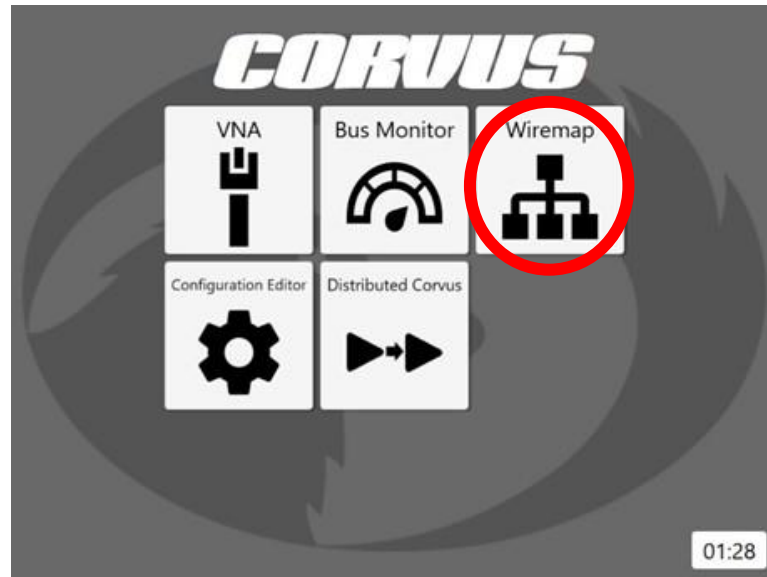 CORVUS
VNA
Bus Monitor
Wiremap
Configuration Editor
Distributed Corvus
01:28